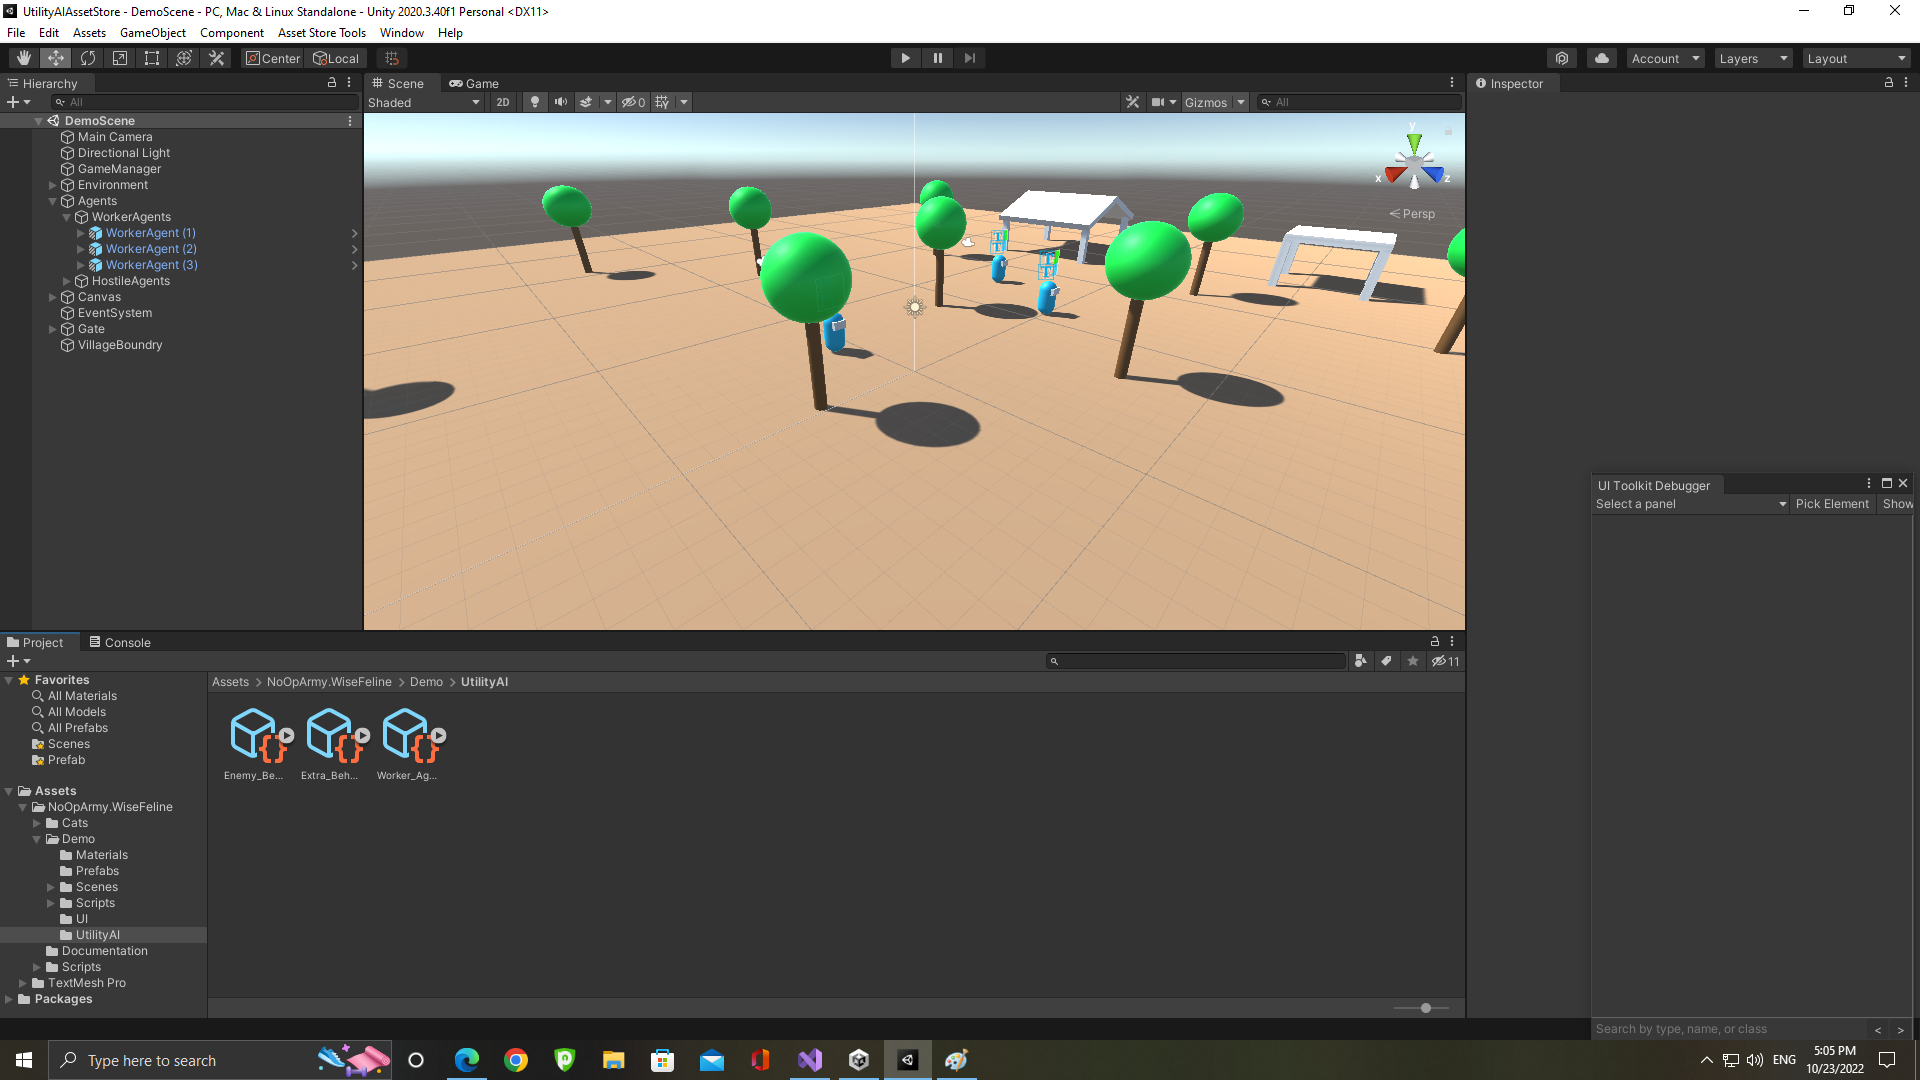 UtilityAIAssetStore - DemoScene - PC, Mac & Linux Standalone - Unity 2020.3.40f1 Personal <DX11>
File Edit Assets GameObject Component Asset Store Tools Window Help
Center Local Account Layers Layout
Hierarchy
All
DemoScene
Main Camera
Directional Light
GameManager
Environment
Agents
WorkerAgents
WorkerAgent (1)
WorkerAgent (2)
WorkerAgent (3)
HostileAgents
Canvas
EventSystem
Gate
VillageBoundry
Scene Game
Shaded 2D 0 Gizmos All
y
x z
Persp
Inspector
UI Toolkit Debugger
Select a panel Pick Element Show
Search by type, name, or class < >
Project Console
11
Favorites
All Materials
All Models
All Prefabs
Scenes
Prefab
Assets
NoOpArmy.WiseFeline
Cats
Demo
Materials
Prefabs
Scenes
Scripts
UI
UtilityAI
Documentation
Scripts
TextMesh Pro
Packages
Assets > NoOpArmy.WiseFeline > Demo > UtilityAI
Enemy_Be... Extra_Beh... Worker_Ag...
Type here to search
ENG
5:05 PM
10/23/2022